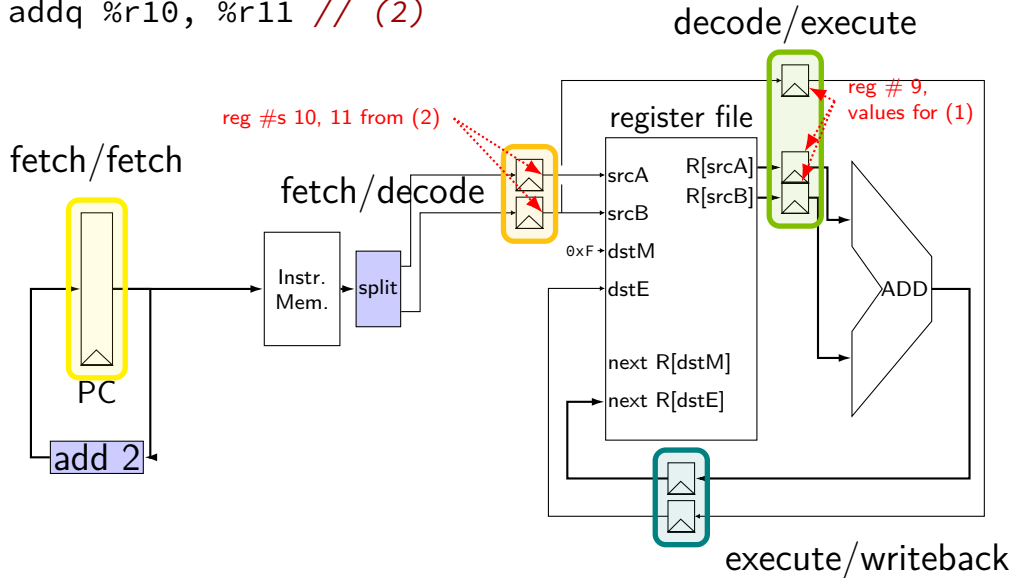 addq %r10, %r11 // (2)
decode/execute
reg # 9,
values for (1)
reg #s 10, 11 from (2)
register file
fetch/fetch
fetch/decode
srcA
R[srcA]
srcB
R[srcB]
0xF
dstM
Instr.
Mem.
split
dstE
ADD
next R[dstM]
PC
next R[dstE]
add 2
execute/writeback